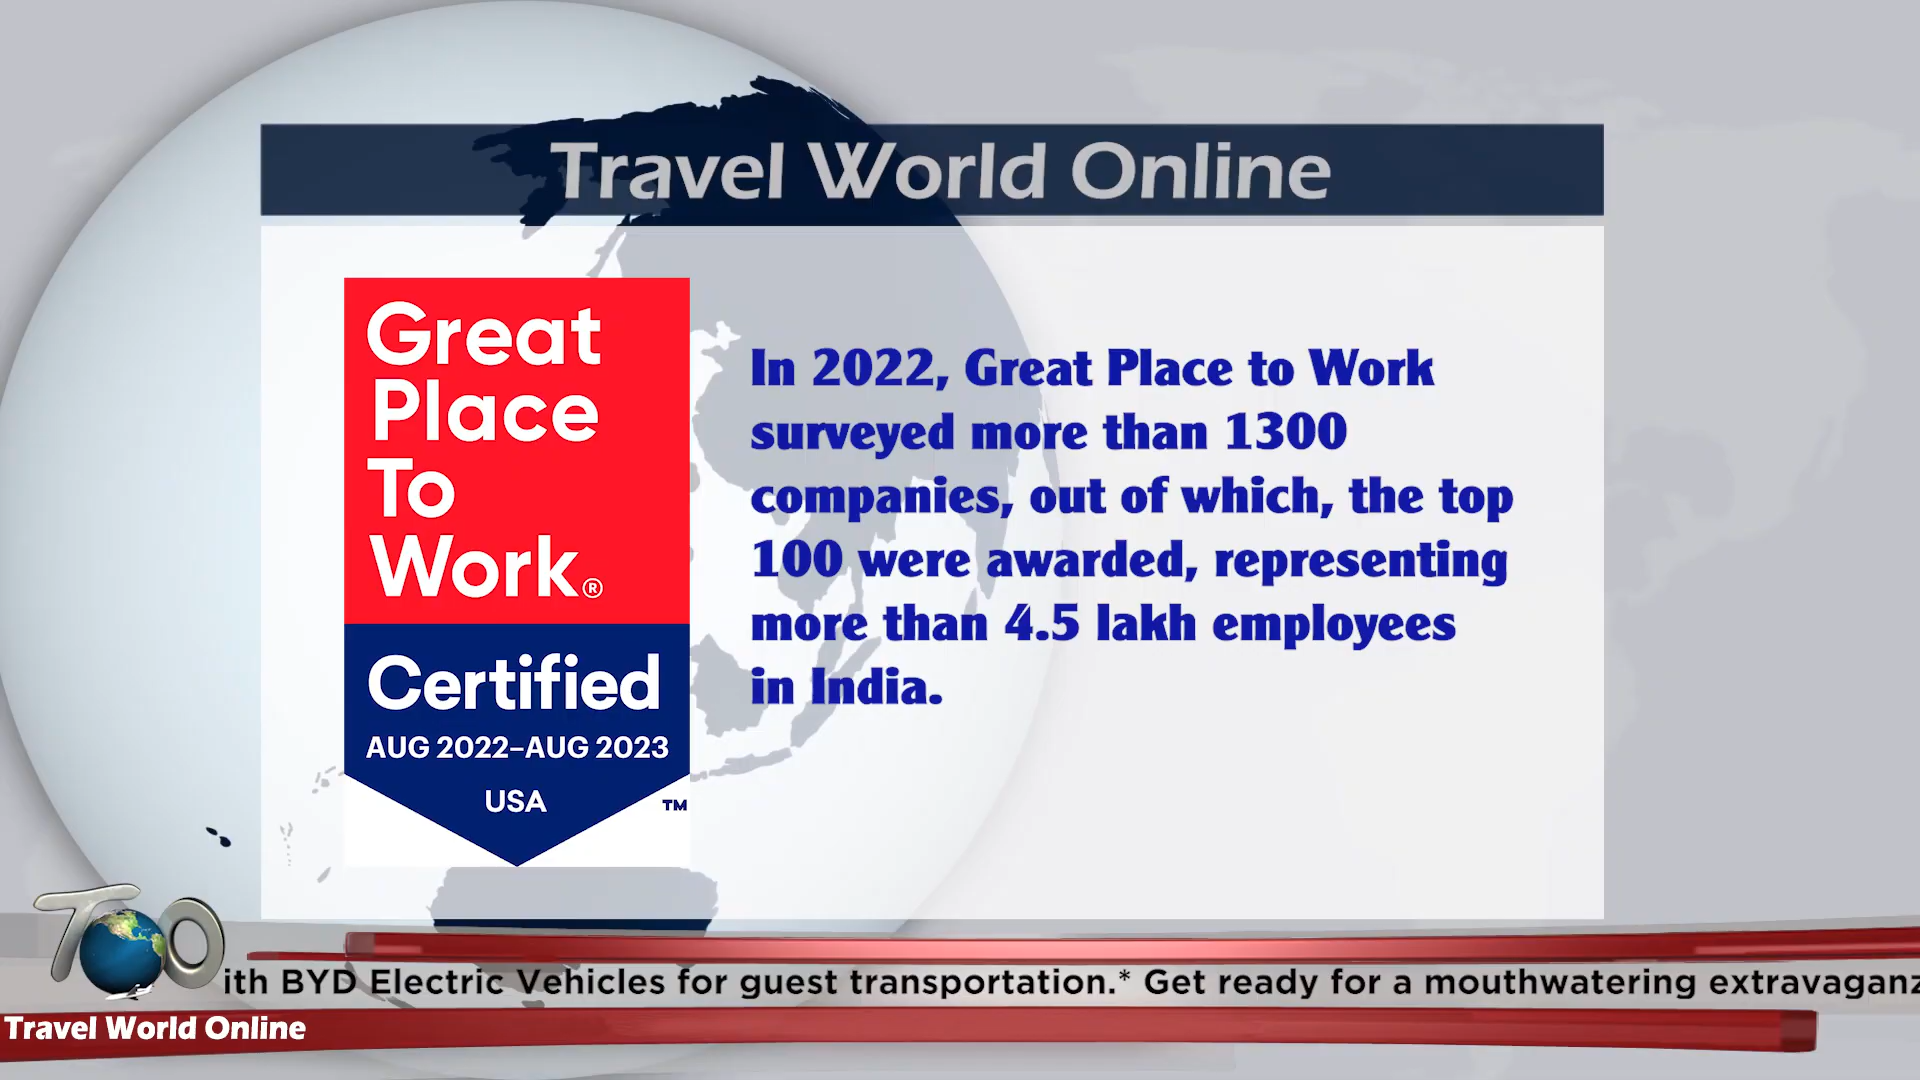 Travel World Online
Great
Place
To
Work®
Certified
AUG 2022–AUG 2023
USA
TM
In 2022, Great Place to Work
surveyed more than 1300
companies, out of which, the top
100 were awarded, representing
more than 4.5 lakh employees
in India.
TOO
ith BYD Electric Vehicles for guest transportation.* Get ready for a mouthwatering extravaganz
Travel World Online